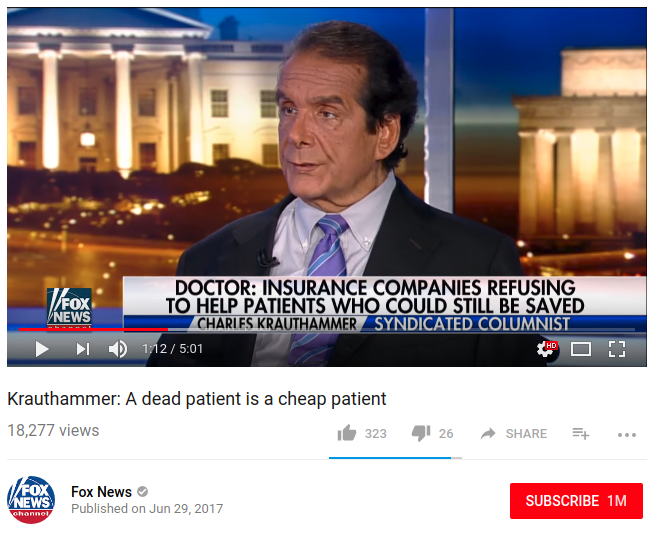 DOCTOR: INSURANCE COMPANIES REFUSING
TO HELP PATIENTS WHO COULD STILL BE SAVED
FOX
NEWS
channel
CHARLES KRAUTHAMMER SYNDICATED COLUMNIST
1:12 / 5:01
HD
Krauthammer: A dead patient is a cheap patient
18,277 views
323
26
SHARE
FOX
NEWS
channel
Fox News
Published on Jun 29, 2017
SUBSCRIBE 1M